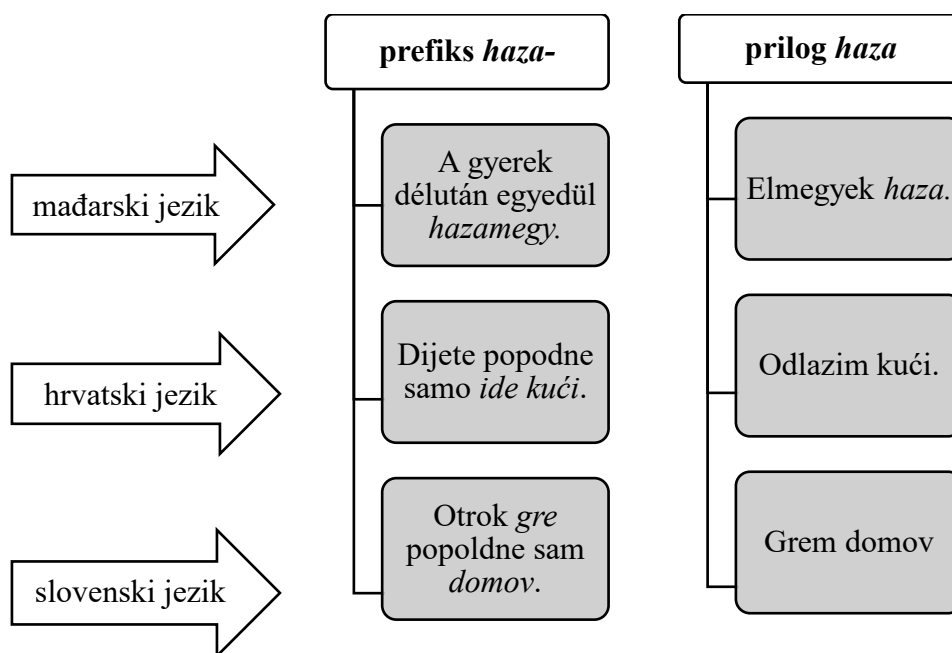 prefiks haza-
prilog haza
mađarski jezik
A gyerek
délután egyedül
hazamegy.
Elmegyek haza.
hrvatski jezik
Dijete popodne
samo ide kući.
Odlazim kući.
slovenski jezik
Otrok gre
popoldne sam
domov.
Grem domov